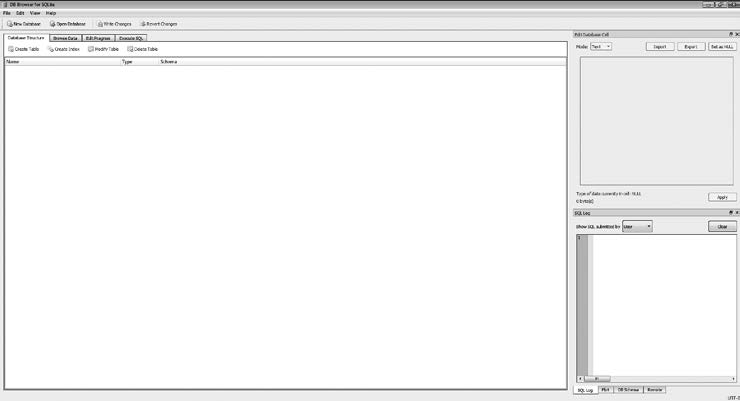 DB Browser for SQLite
File Edit View Help
New Database Open Database Write Changes Revert Changes
Database Structure Browse Data Edit Pragmas Execute SQL
Create Table Create Index Modify Table Delete Table
Name Type Schema
Edit Database Cell
Mode: Text Import Export Set as NULL
Type of data currently in cell: NULL
0 byte(s)
Apply
SQL Log
Show SQL submitted by User Clear
1
SQL Log Plot DB Schema Remote